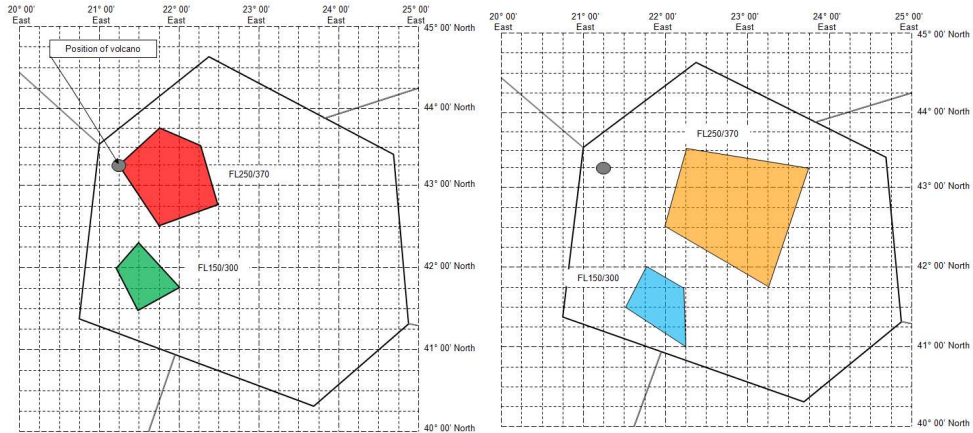 20° 00' East
21° 00' East
22° 00' East
23° 00' East
24° 00' East
25° 00' East
45° 00' North
Position of volcano
44° 00' North
FL250/370
43° 00' North
FL150/300
42° 00' North
41° 00' North
40° 00' North
20° 00' East
21° 00' East
22° 00' East
23° 00' East
24° 00' East
25° 00' East
45° 00' North
44° 00' North
FL250/370
43° 00' North
FL150/300
42° 00' North
41° 00' North
40° 00' North